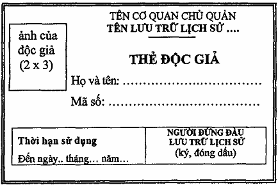 TÊN CƠ QUAN CHỦ QUẢN
TÊN LƯU TRỮ LỊCH SỬ ....
ảnh của
độc giả
(2 x 3)
THẺ ĐỘC GIẢ
Họ và tên: ..............................
Mã số: ...................................
Thời hạn sử dụng
Đến ngày.. tháng... năm...
NGƯỜI ĐỨNG ĐẦU
LƯU TRỮ LỊCH SỬ
(ký, đóng dấu)